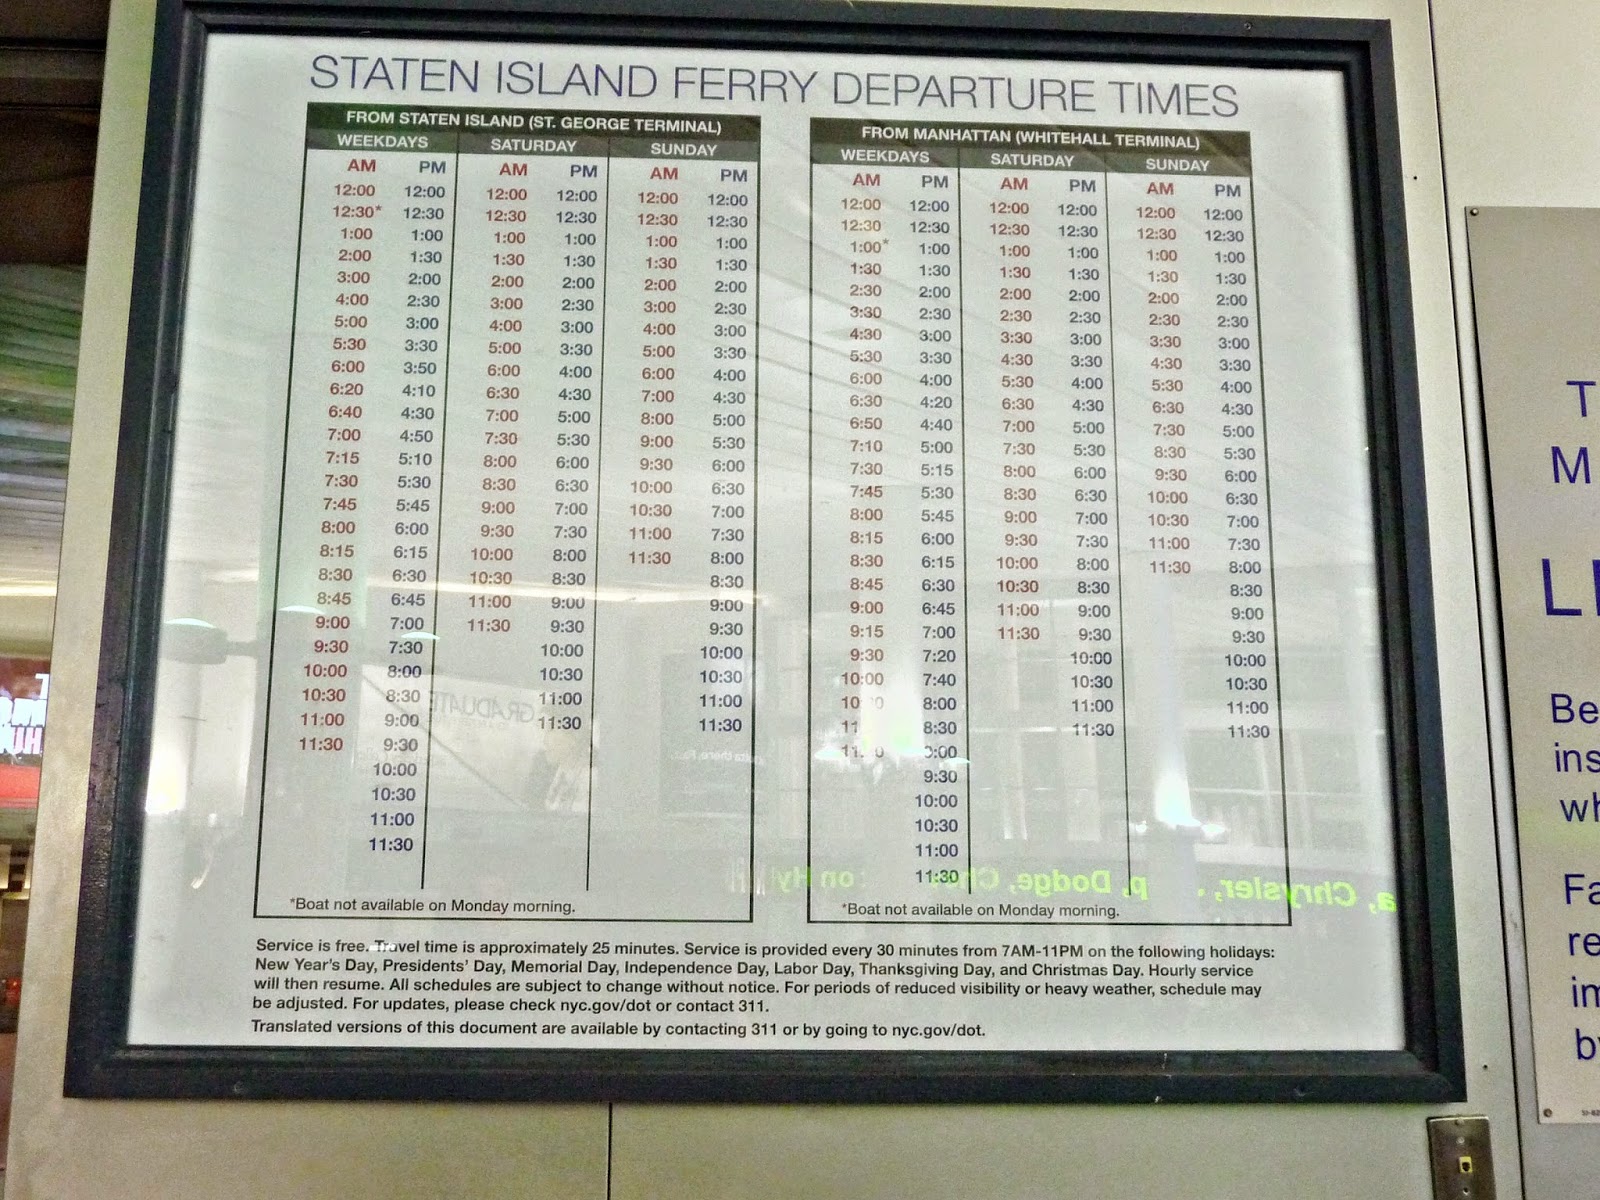 STATEN ISLAND FERRY DEPARTURE TIMES
FROM STATEN ISLAND (ST. GEORGE TERMINAL)
WEEKDAYS SATURDAY SUNDAY
AM PM AM PM AM PM
12:00 12:00 12:00 12:00 12:00 12:00
12:30* 12:30 12:30 12:30 12:30 12:30
1:00 1:00 1:00 1:00 1:00 1:00
2:00 1:30 1:30 1:30 1:30 1:30
3:00 2:00 2:00 2:00 2:00 2:00
4:00 2:30 3:00 2:30 3:00 2:30
5:00 3:00 4:00 3:00 4:00 3:00
5:30 3:30 5:00 3:30 5:00 3:30
6:00 3:50 6:00 4:00 6:00 4:00
6:20 4:10 6:30 4:30 7:00 4:30
6:40 4:30 7:00 5:00 8:00 5:00
7:00 4:50 7:30 5:30 9:00 5:30
7:15 5:10 8:00 6:00 9:30 6:00
7:30 5:30 8:30 6:30 10:00 6:30
7:45 5:45 9:00 7:00 10:30 7:00
8:00 6:00 9:30 7:30 11:00 7:30
8:15 6:15 10:00 8:00 11:30 8:00
8:30 6:30 10:30 8:30 8:30
8:45 6:45 11:00 9:00 9:00
9:00 7:00 11:30 9:30 9:30
9:30 7:30 10:00 10:00
10:00 8:00 10:30 10:30
10:30 8:30 11:00 11:00
11:00 9:00 11:30 11:30
11:30 9:30
10:00
10:30
11:00
11:30
*Boat not available on Monday morning.
FROM MANHATTAN (WHITEHALL TERMINAL)
WEEKDAYS SATURDAY SUNDAY
AM PM AM PM AM PM
12:00 12:00 12:00 12:00 12:00 12:00
12:30 12:30 12:30 12:30 12:30 12:30
1:00* 1:00 1:00 1:00 1:00 1:00
1:30 1:30 1:30 1:30 1:30 1:30
2:30 2:00 2:00 2:00 2:00 2:00
3:30 2:30 2:30 2:30 2:30 2:30
4:30 3:00 3:30 3:00 3:30 3:00
5:30 3:30 4:30 3:30 4:30 3:30
6:00 4:00 5:30 4:00 5:30 4:00
6:30 4:20 6:30 4:30 6:30 4:30
6:50 4:40 7:00 5:00 7:30 5:00
7:10 5:00 7:30 5:30 8:30 5:30
7:30 5:15 8:00 6:00 9:30 6:00
7:45 5:30 8:30 6:30 10:00 6:30
8:00 5:45 9:00 7:00 10:30 7:00
8:15 6:00 9:30 7:30 11:00 7:30
8:30 6:15 10:00 8:00 11:30 8:00
8:45 6:30 10:30 8:30 8:30
9:00 6:45 11:00 9:00 9:00
9:15 7:00 11:30 9:30 9:30
9:30 7:20 10:00 10:00
10:00 7:40 10:30 10:30
8:00 11:00 11:00
8:30 11:30 11:30
9:00
9:30
10:00
10:30
11:00
11:30
*Boat not available on Monday morning.
Service is free. Travel time is approximately 25 minutes. Service is provided every 30 minutes from 7AM-11PM on the following holidays:
New Year's Day, Presidents' Day, Memorial Day, Independence Day, Labor Day, Thanksgiving Day, and Christmas Day. Hourly service
will then resume. All schedules are subject to change without notice. For periods of reduced visibility or heavy weather, schedule may
be adjusted. For updates, please check nyc.gov/dot or contact 311.
Translated versions of this document are available by contacting 311 or by going to nyc.gov/dot.